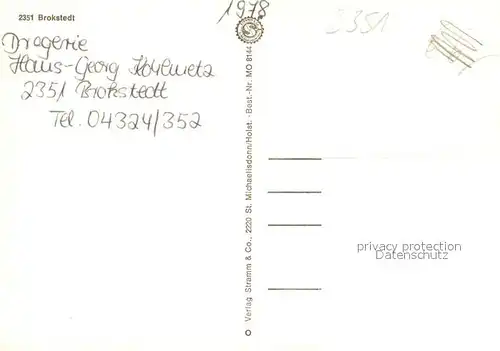 2351 Brokstedt
1978
2351
Drogerie
Hans-Georg
2351 Brokstedt
Tel. 04324/352
O Verlag Stramm & Co., 2220 St. Michaelisdonn/Holst. · Best.-Nr. MO 8144
privacy protection
Datenschutz